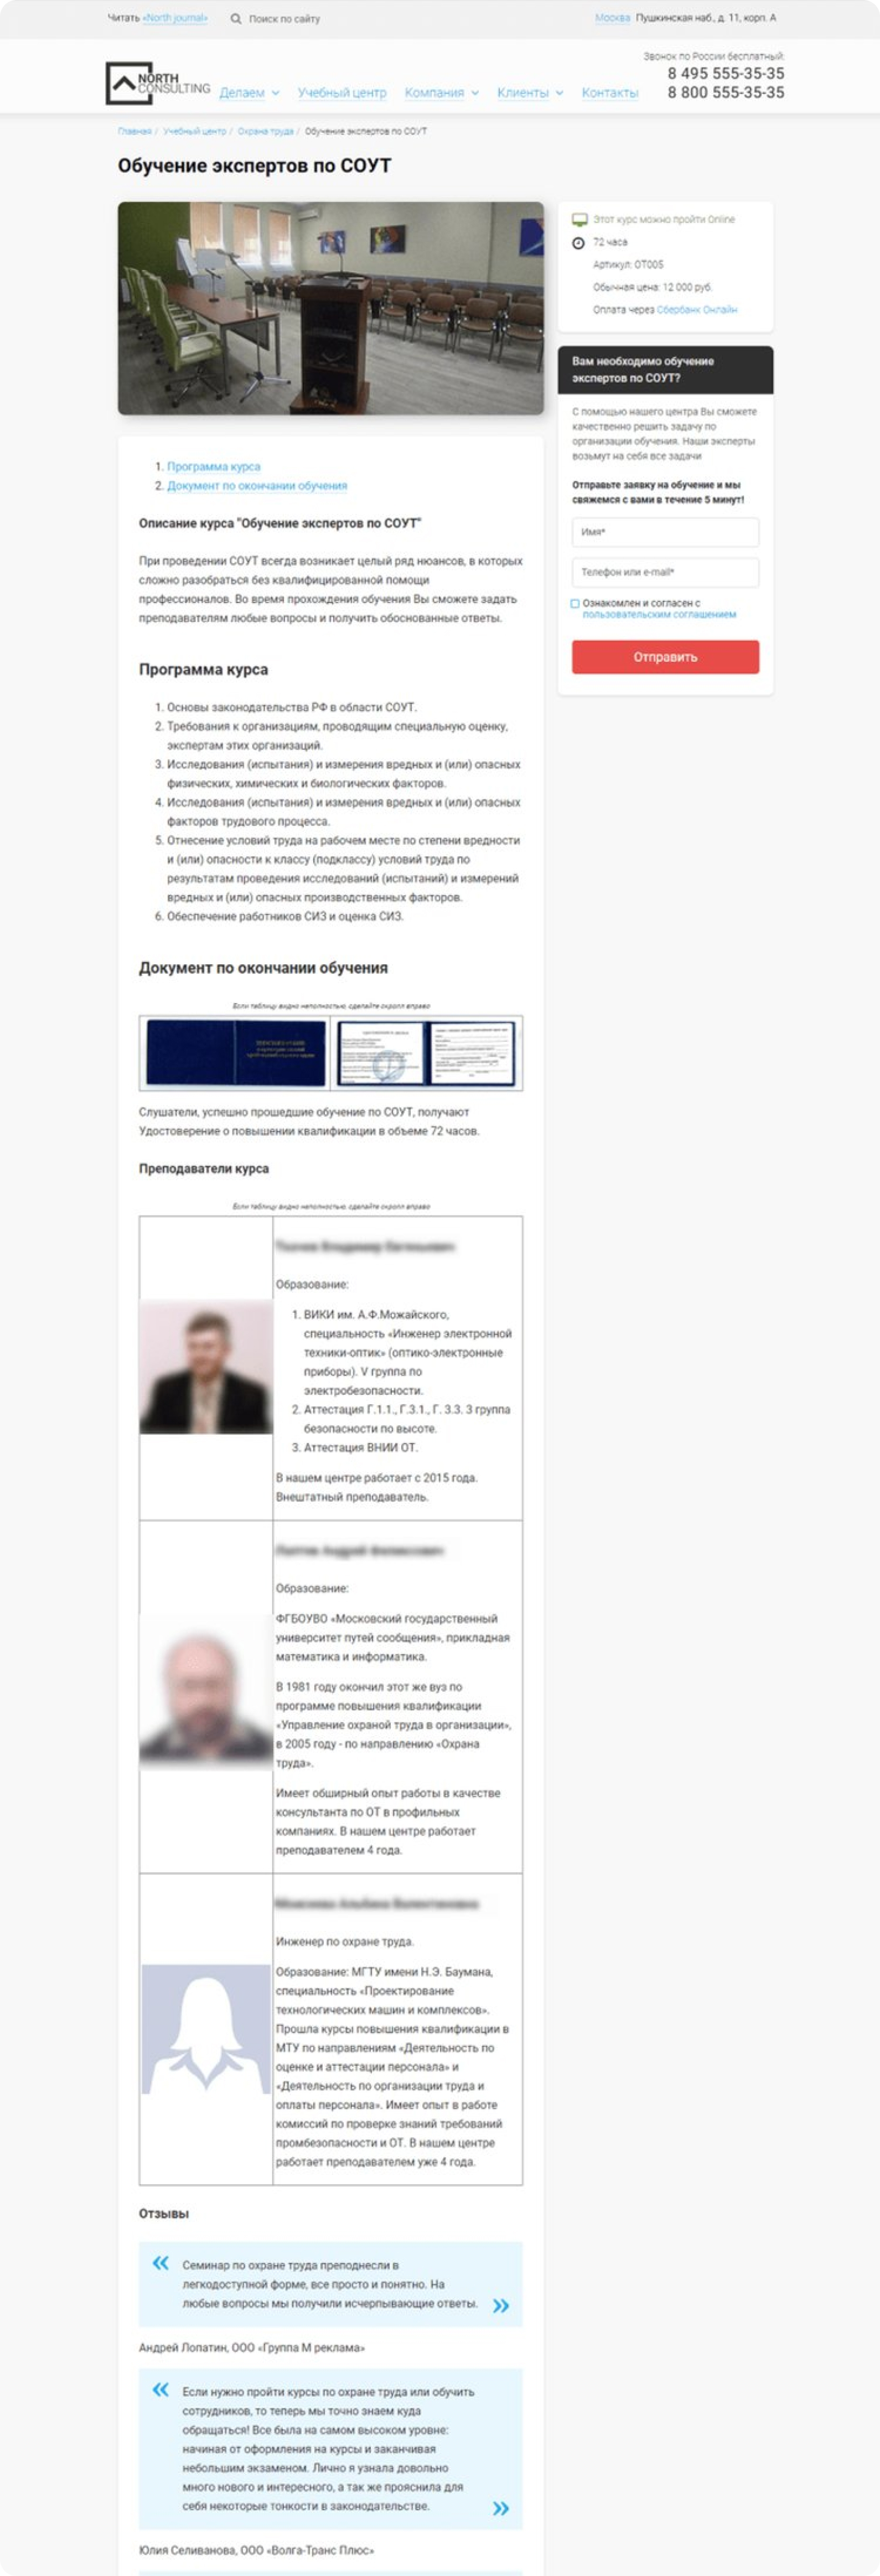 Читать «North journal»
Поиск по сайту
Москва Пушкинская наб., д. 11, корп. А
Звонок по России бесплатный:
8 495 555-35-35
8 800 555-35-35
NORTH
CONSULTING
Делаем Учебный центр Компания Клиенты Контакты
Главная / Учебный центр / Охрана труда / Обучение экспертов по СОУТ
Обучение экспертов по СОУТ
Этот курс можно пройти Online
72 часа
Артикул: ОТ005
Обычная цена: 12 000 руб.
Оплата через Сбербанк Онлайн
Вам необходимо обучение
экспертов по СОУТ?
С помощью нашего центра Вы сможете
качественно решить задачу по
организации обучения. Наши эксперты
возьмут на себя все задачи
Отправьте заявку на обучение и мы
свяжемся с вами в течение 5 минут!
Имя*
Телефон или e-mail*
Ознакомлен и согласен с
пользовательским соглашением
Отправить
1. Программа курса
2. Документ по окончании обучения
Описание курса "Обучение экспертов по СОУТ"
При проведении СОУТ всегда возникает целый ряд нюансов, в которых
сложно разобраться без квалифицированной помощи
профессионалов. Во время прохождения обучения Вы сможете задать
преподавателям любые вопросы и получить обоснованные ответы.
Программа курса
1. Основы законодательства РФ в области СОУТ.
2. Требования к организациям, проводящим специальную оценку,
экспертам этих организаций.
3. Исследования (испытания) и измерения вредных и (или) опасных
физических, химических и биологических факторов.
4. Исследования (испытания) и измерения вредных и (или) опасных
факторов трудового процесса.
5. Отнесение условий труда на рабочем месте по степени вредности
и (или) опасности к классу (подклассу) условий труда по
результатам проведения исследований (испытаний) и измерений
вредных и (или) опасных производственных факторов.
6. Обеспечение работников СИЗ и оценка СИЗ.
Документ по окончании обучения
Если таблицу видно неполностью, сделайте скролл вправо
Слушатели, успешно прошедшие обучение по СОУТ, получают
Удостоверение о повышении квалификации в объеме 72 часов.
Преподаватели курса
Если таблицу видно неполностью, сделайте скролл вправо
Образование:
1. ВИКИ им. А.Ф.Можайского,
специальность «Инженер электронной
техники-оптик» (оптико-электронные
приборы). V группа по
электробезопасности.
2. Аттестация Г.1.1., Г.3.1., Г. 3.3. 3 группа
безопасности по высоте.
3. Аттестация ВНИИ ОТ.
В нашем центре работает с 2015 года.
Внештатный преподаватель.
Образование:
ФГБОУВО «Московский государственный
университет путей сообщения», прикладная
математика и информатика.
В 1981 году окончил этот же вуз по
программе повышения квалификации
«Управление охраной труда в организации»,
в 2005 году - по направлению «Охрана
труда».
Имеет обширный опыт работы в качестве
консультанта по ОТ в профильных
компаниях. В нашем центре работает
преподавателем 4 года.
Инженер по охране труда.
Образование: МГТУ имени Н.Э. Баумана,
специальность «Проектирование
технологических машин и комплексов».
Прошла курсы повышения квалификации в
МТУ по направлениям «Деятельность по
оценке и аттестации персонала» и
«Деятельность по организации труда и
оплаты персонала». Имеет опыт в работе
комиссий по проверке знаний требований
промбезопасности и ОТ. В нашем центре
работает преподавателем уже 4 года.
Отзывы
Семинар по охране труда преподнесли в
легкодоступной форме, все просто и понятно. На
любые вопросы мы получили исчерпывающие ответы.
Андрей Лопатин, ООО «Группа М реклама»
Если нужно пройти курсы по охране труда или обучить
сотрудников, то теперь мы точно знаем куда
обращаться! Все была на самом высоком уровне:
начиная от оформления на курсы и заканчивая
небольшим экзаменом. Лично я узнала довольно
много нового и интересного, а так же прояснила для
себя некоторые тонкости в законодательстве.
Юлия Селиванова, ООО «Волга-Транс Плюс»